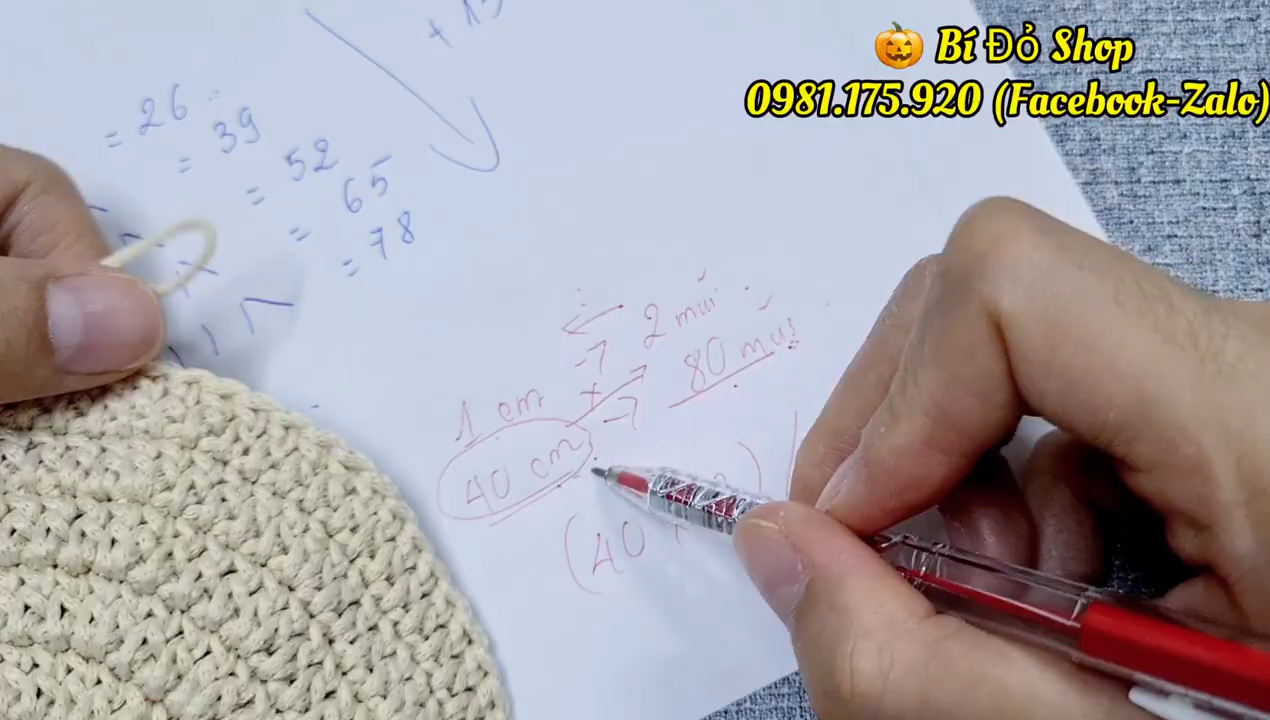 Bí Đỏ Shop
0981.175.920 (Facebook-Zalo)
= 26
= 39
= 52
= 65
= 78
1 cm → 2 mũi
40 cm → 80 mũi
(40